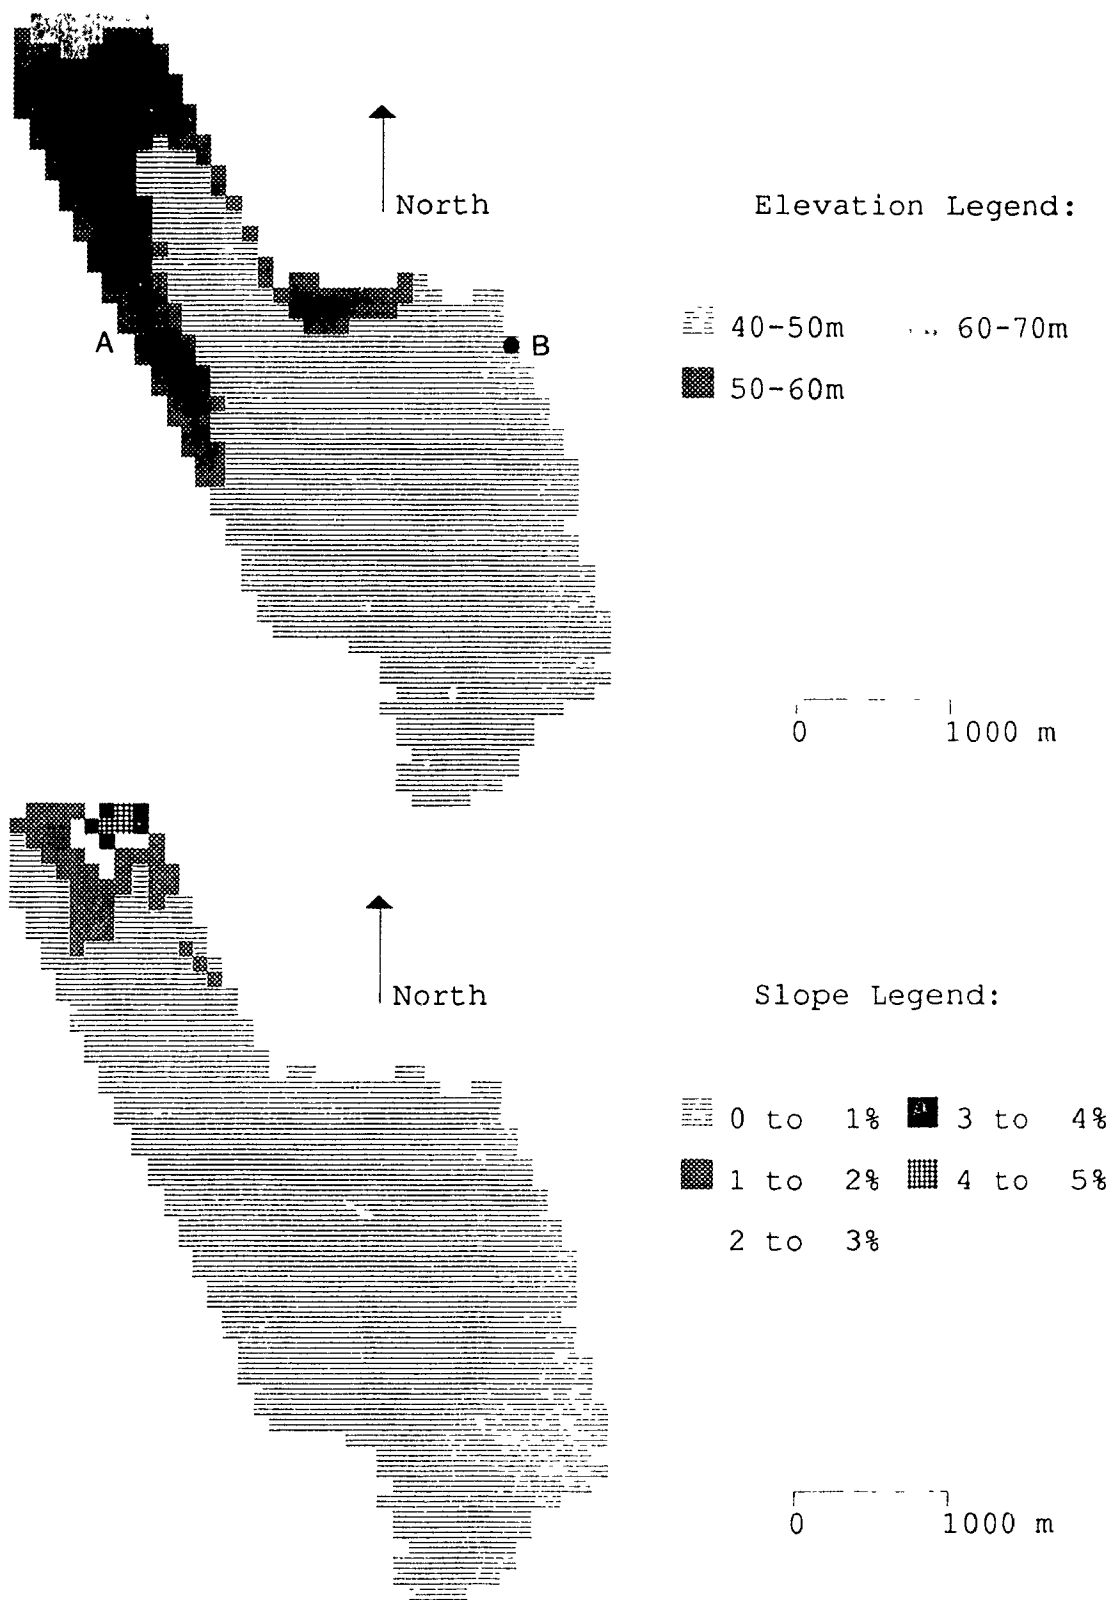 North
Elevation Legend:
40-50m 60-70m
A B
50-60m
0 1000 m
North
Slope Legend:
0 to 1% 3 to 4%
1 to 2% 4 to 5%
2 to 3%
0 1000 m